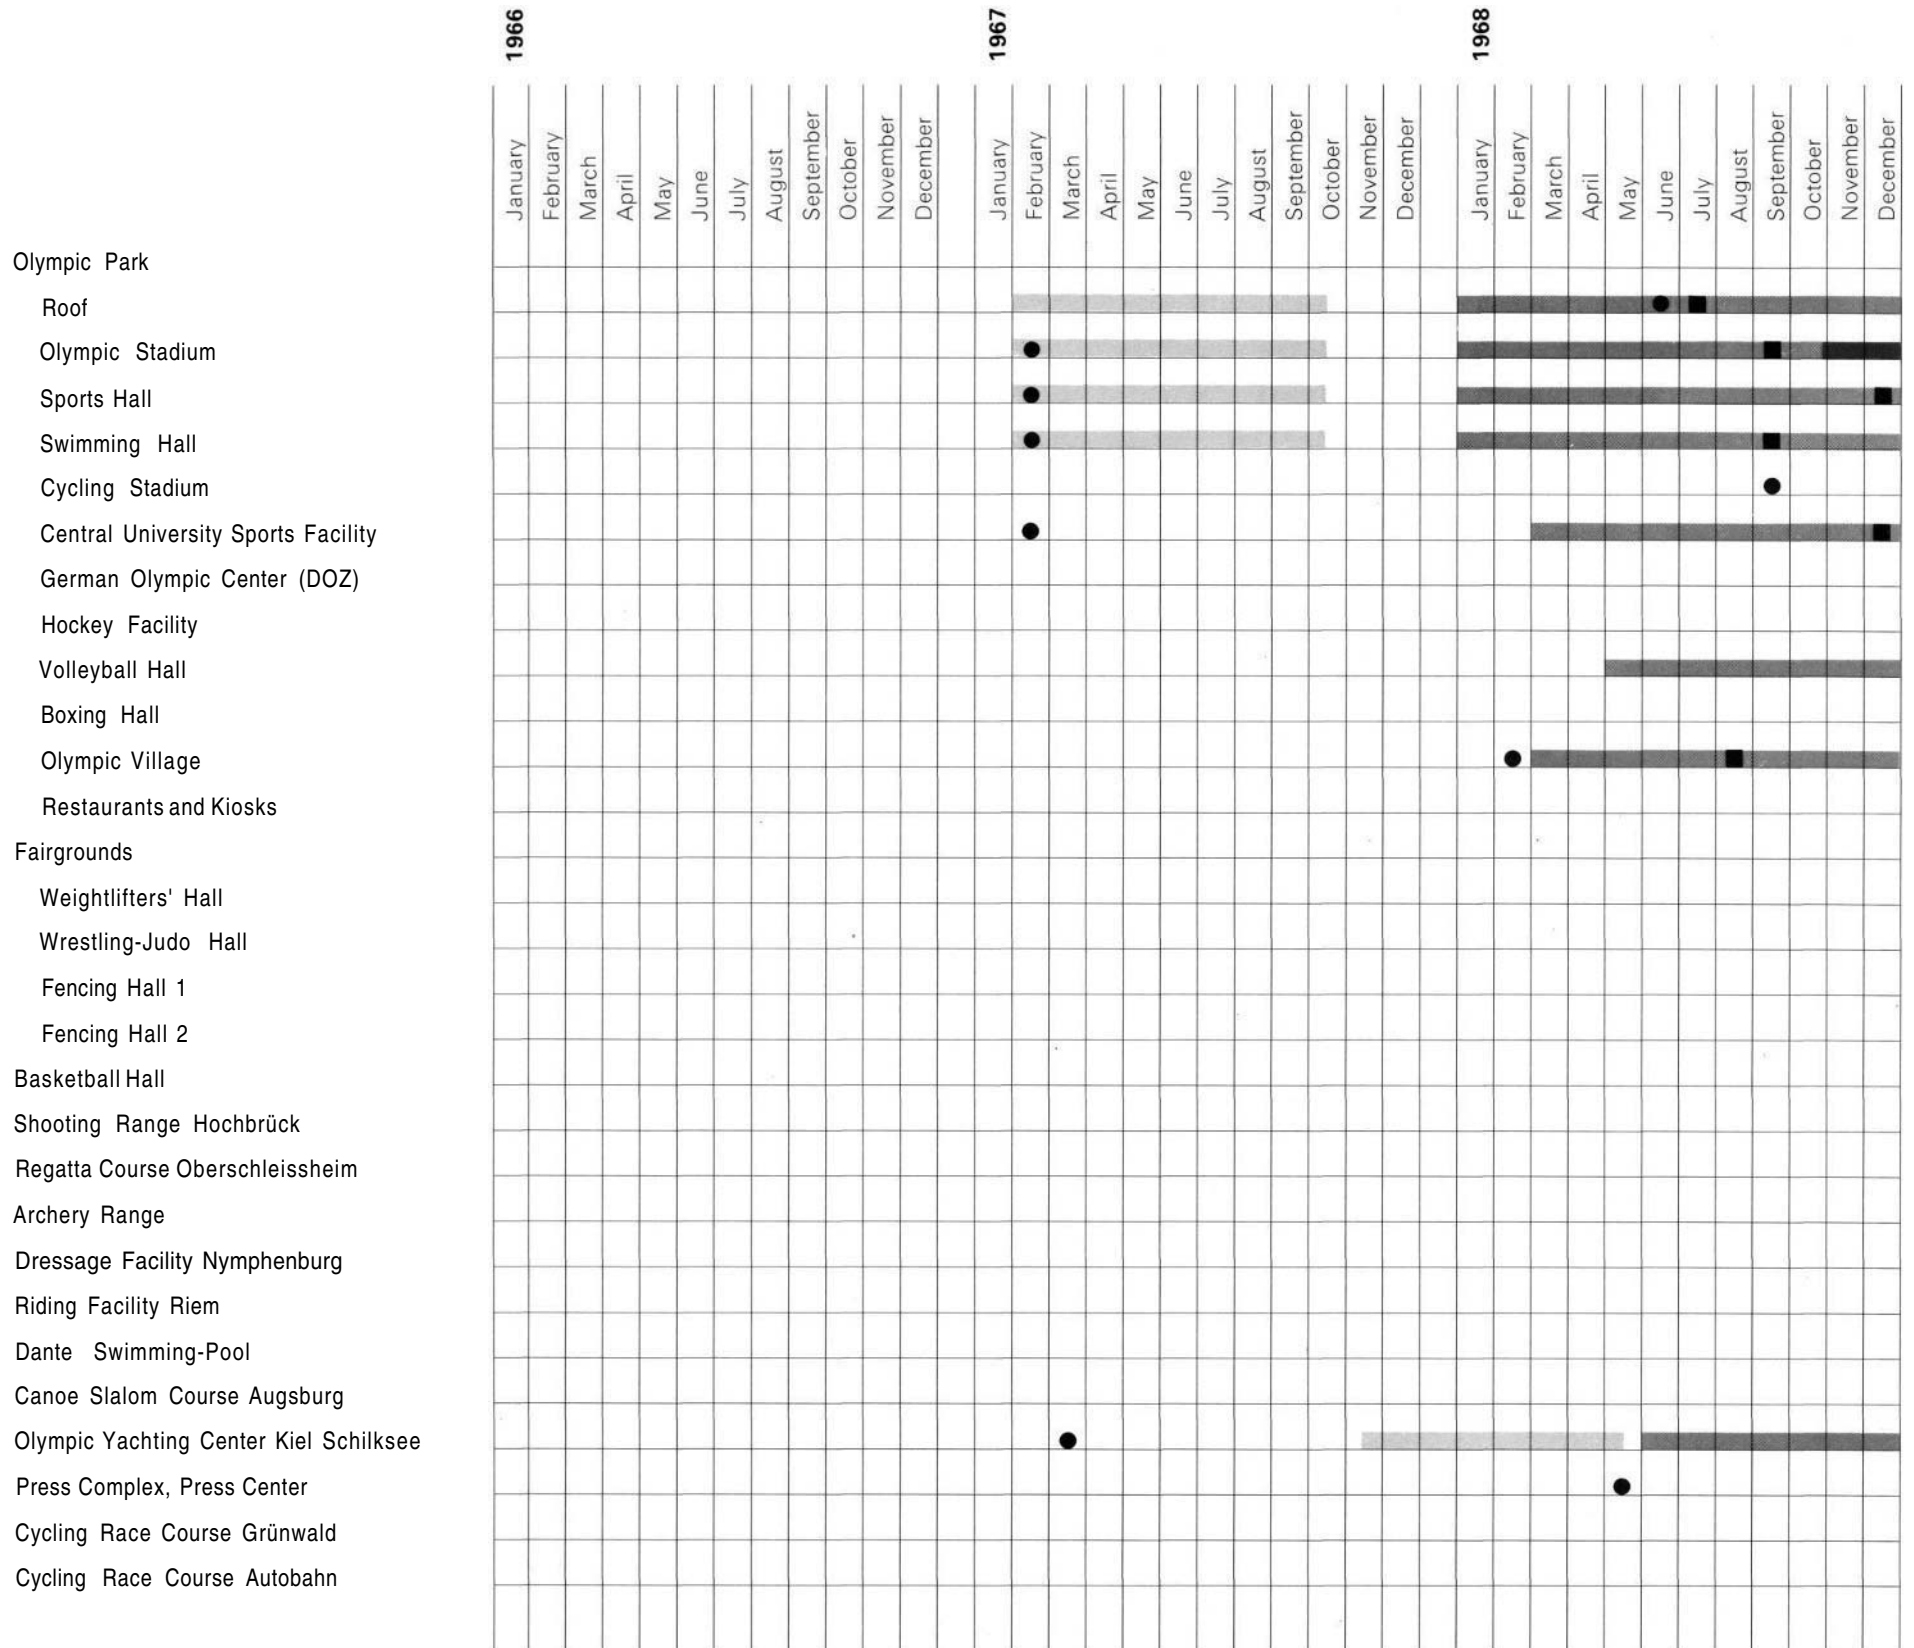 1966
1967
1968
January
February
March
April
May
June
July
August
September
October
November
December
January
February
March
April
May
June
July
August
September
October
November
December
January
February
March
April
May
June
July
August
September
October
November
December
Olympic Park
Roof
Olympic Stadium
Sports Hall
Swimming Hall
Cycling Stadium
Central University Sports Facility
German Olympic Center (DOZ)
Hockey Facility
Volleyball Hall
Boxing Hall
Olympic Village
Restaurants and Kiosks
Fairgrounds
Weightlifters' Hall
Wrestling-Judo Hall
Fencing Hall 1
Fencing Hall 2
Basketball Hall
Shooting Range Hochbrück
Regatta Course Oberschleissheim
Archery Range
Dressage Facility Nymphenburg
Riding Facility Riem
Dante Swimming-Pool
Canoe Slalom Course Augsburg
Olympic Yachting Center Kiel Schilksee
Press Complex, Press Center
Cycling Race Course Grünwald
Cycling Race Course Autobahn